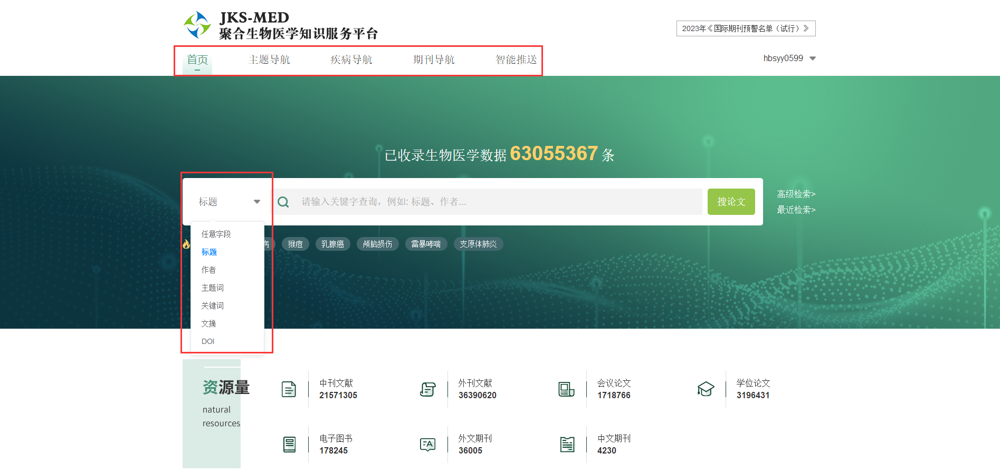 JKS-MED
聚合生物医学知识服务平台
2023年《国际期刊预警名单（试行）》
首页 主题导航 疾病导航 期刊导航 智能推送
hbsyy0599
已收录生物医学数据 63055367 条
标题
请输入关键字查询，例如: 标题、作者...
搜论文
高级检索>
最近检索>
任意字段
标题
作者
主题词
关键词
文摘
DOI
病 猴痘 乳腺癌 颅脑损伤 雷暴哮喘 支原体肺炎
资源量
natural
resources
中刊文献
21571305
外刊文献
36390620
会议论文
1718766
学位论文
3196431
电子图书
178245
外文期刊
36005
中文期刊
4230